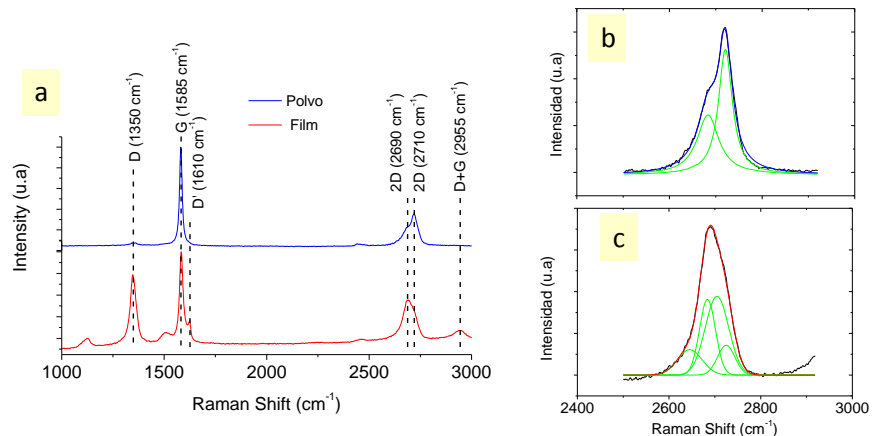 a
D (1350 cm-1)
G (1585 cm-1)
D' (1610 cm-1)
2D (2690 cm-1)
2D (2710 cm-1)
D+G (2955 cm-1)
Polvo
Film
Intensity (u.a)
1000 1500 2000 2500 3000
Raman Shift (cm-1)
b
Intensidad (u.a)
c
Intensidad (u.a)
2400 2600 2800 3000
Raman Shift (cm-1)